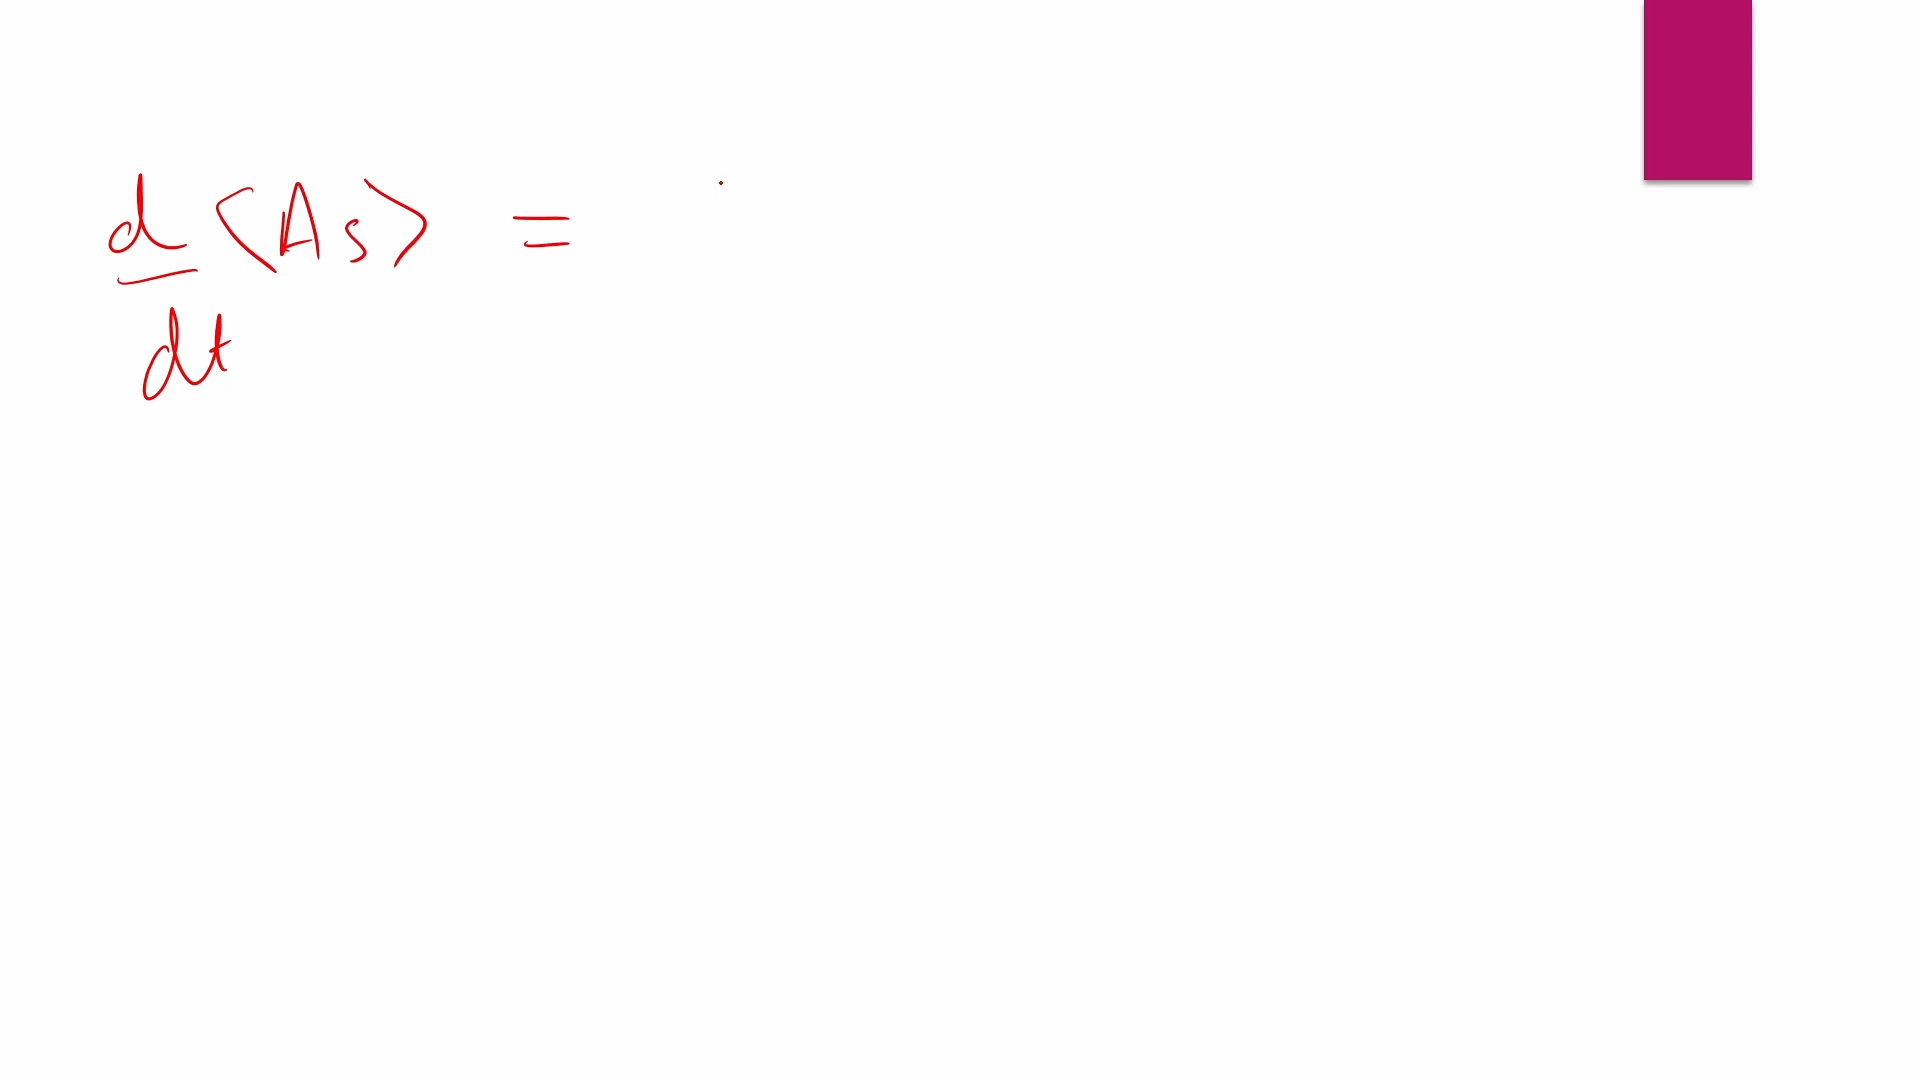 d/dt ⟨As⟩ =